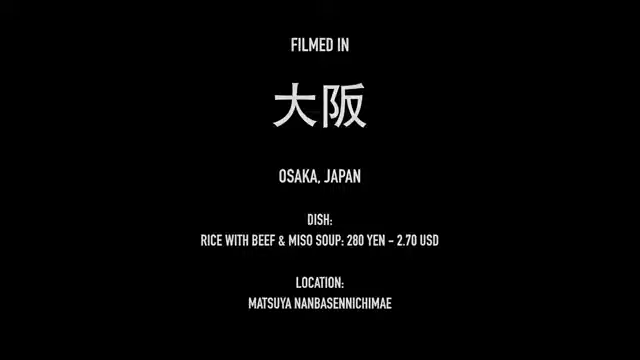 FILMED IN
大阪
OSAKA, JAPAN
DISH:
RICE WITH BEEF & MISO SOUP: 280 YEN - 2.70 USD
LOCATION:
MATSUYA NANBASENNICHIMAE